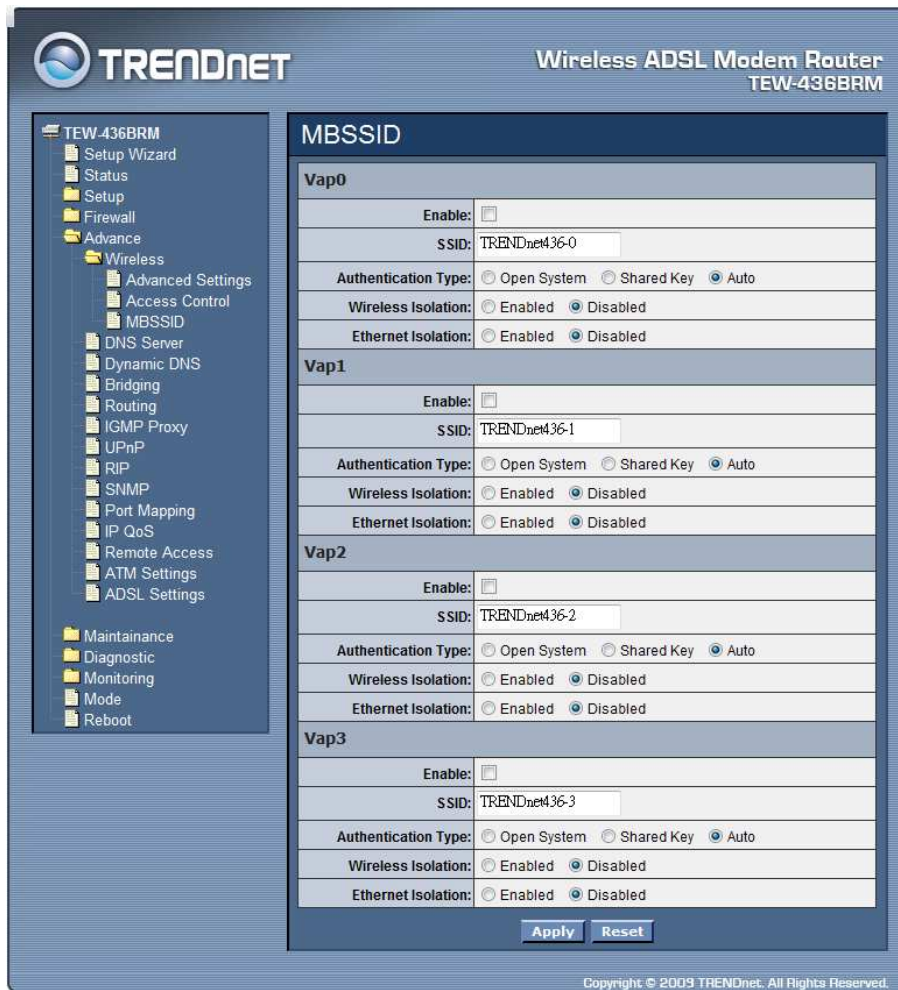 TRENDnET
Wireless ADSL Modem Router
TEW-436BRM
TEW-436BRM
Setup Wizard
Status
Setup
Firewall
Advance
Wireless
Advanced Settings
Access Control
MBSSID
DNS Server
Dynamic DNS
Bridging
Routing
IGMP Proxy
UPnP
RIP
SNMP
Port Mapping
IP QoS
Remote Access
ATM Settings
ADSL Settings
Maintainance
Diagnostic
Monitoring
Mode
Reboot
MBSSID
Vap0
Enable:
SSID: TRENDnet436-0
Authentication Type: Open System Shared Key Auto
Wireless Isolation: Enabled Disabled
Ethernet Isolation: Enabled Disabled
Vap1
Enable:
SSID: TRENDnet436-1
Authentication Type: Open System Shared Key Auto
Wireless Isolation: Enabled Disabled
Ethernet Isolation: Enabled Disabled
Vap2
Enable:
SSID: TRENDnet436-2
Authentication Type: Open System Shared Key Auto
Wireless Isolation: Enabled Disabled
Ethernet Isolation: Enabled Disabled
Vap3
Enable:
SSID: TRENDnet436-3
Authentication Type: Open System Shared Key Auto
Wireless Isolation: Enabled Disabled
Ethernet Isolation: Enabled Disabled
Apply Reset
Copyright © 2009 TRENDnet. All Rights Reserved.